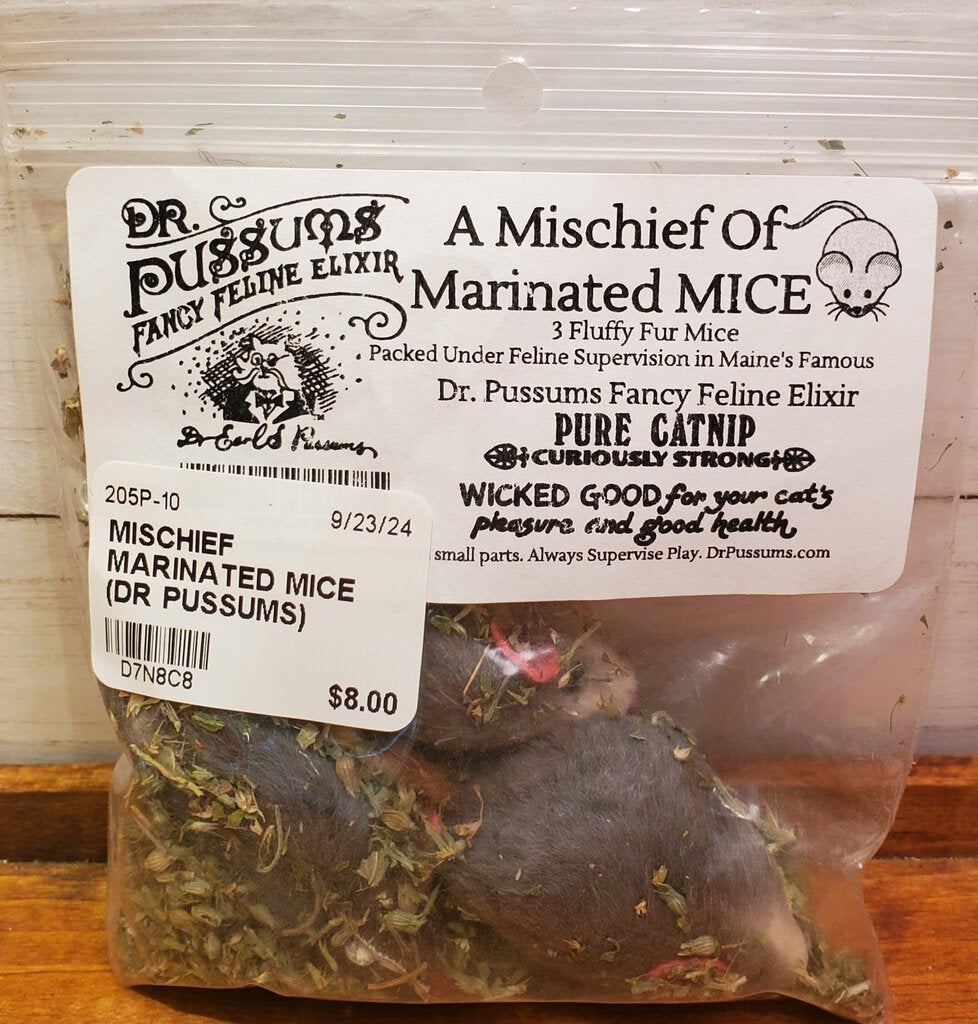 DR.
PUSSUMS
FANCY FELINE ELIXIR
Dr Earl S Pussums
A Mischief Of
Marinated MICE
3 Fluffy Fur Mice
Packed Under Feline Supervision in Maine's Famous
Dr. Pussums Fancy Feline Elixir
PURE CATNIP
CURIOUSLY STRONG
WICKED GOOD for your cat's
pleasure and good health
small parts. Always Supervise Play. DrPussums.com
205P-10
9/23/24
MISCHIEF
MARINATED MICE
(DR PUSSUMS)
D7N8C8
$8.00